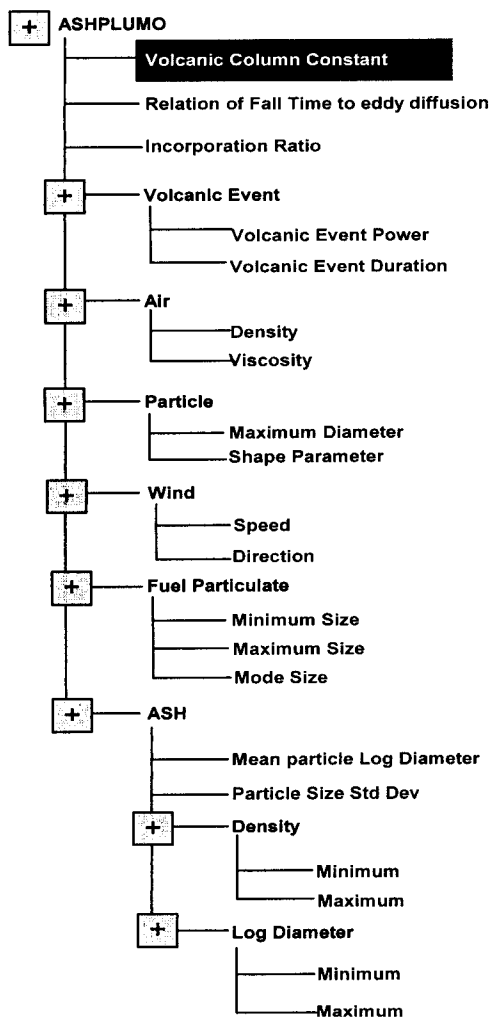 ASHPLUMO
Volcanic Column Constant
Relation of Fall Time to eddy diffusion
Incorporation Ratio
Volcanic Event
Volcanic Event Power
Volcanic Event Duration
Air
Density
Viscosity
Particle
Maximum Diameter
Shape Parameter
Wind
Speed
Direction
Fuel Particulate
Minimum Size
Maximum Size
Mode Size
ASH
Mean particle Log Diameter
Particle Size Std Dev
Density
Minimum
Maximum
Log Diameter
Minimum
Maximum